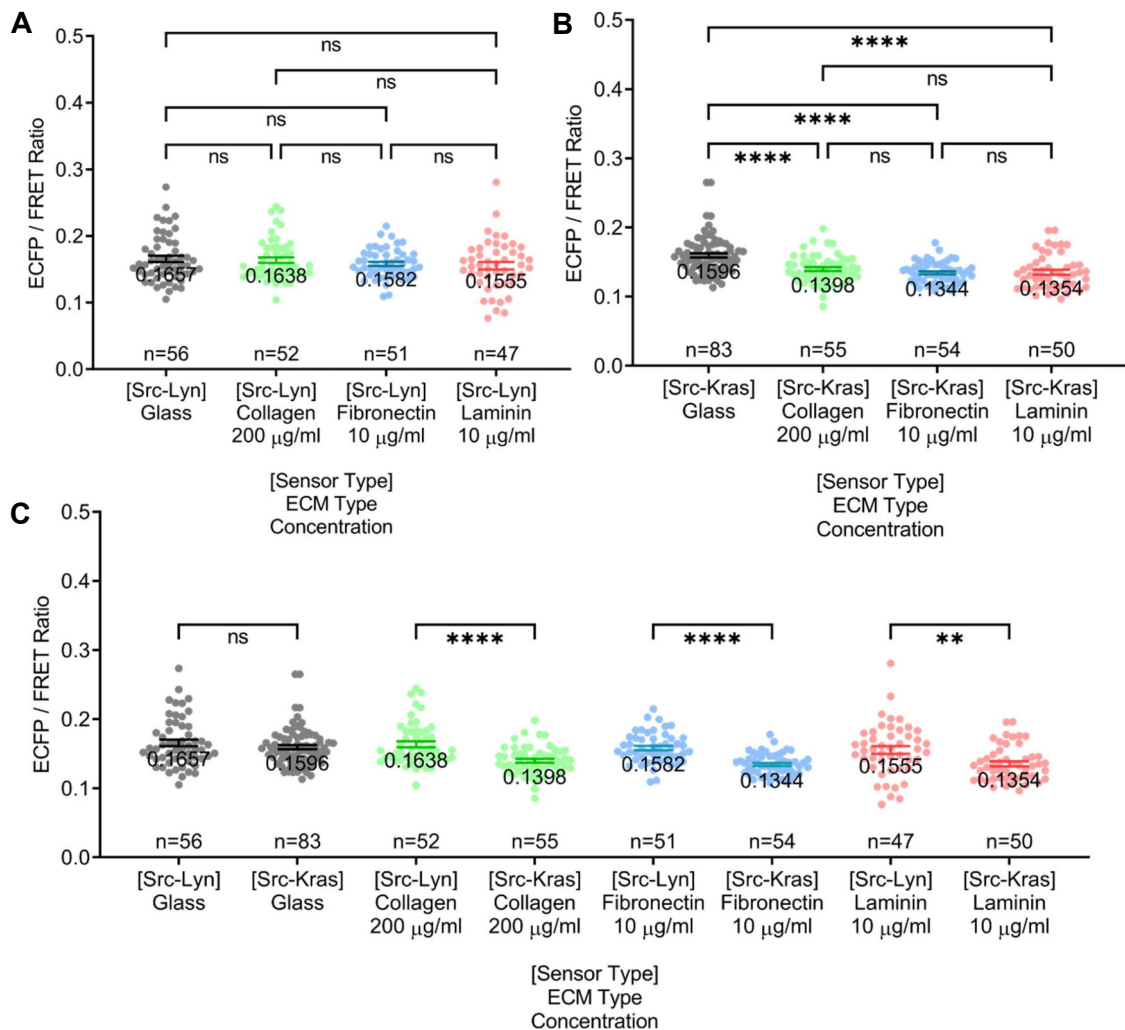 A
ECFP / FRET Ratio
0.5
0.4
0.3
0.2
0.1
0.0
ns
ns
ns
ns
ns
ns
0.1657
0.1638
0.1582
0.1555
n=56
n=52
n=51
n=47
[Src-Lyn]
Glass
[Src-Lyn]
Collagen
200 μg/ml
[Src-Lyn]
Fibronectin
10 μg/ml
[Src-Lyn]
Laminin
10 μg/ml
[Sensor Type]
ECM Type
Concentration
B
ECFP / FRET Ratio
0.5
0.4
0.3
0.2
0.1
0.0
****
ns
****
****
ns
ns
0.1596
0.1398
0.1344
0.1354
n=83
n=55
n=54
n=50
[Src-Kras]
Glass
[Src-Kras]
Collagen
200 μg/ml
[Src-Kras]
Fibronectin
10 μg/ml
[Src-Kras]
Laminin
10 μg/ml
[Sensor Type]
ECM Type
Concentration
C
ECFP / FRET Ratio
0.5
0.4
0.3
0.2
0.1
0.0
ns
****
****
**
0.1657
0.1596
0.1638
0.1398
0.1582
0.1344
0.1555
0.1354
n=56
n=83
n=52
n=55
n=51
n=54
n=47
n=50
[Src-Lyn]
Glass
[Src-Kras]
Glass
[Src-Lyn]
Collagen
200 μg/ml
[Src-Kras]
Collagen
200 μg/ml
[Src-Lyn]
Fibronectin
10 μg/ml
[Src-Kras]
Fibronectin
10 μg/ml
[Src-Lyn]
Laminin
10 μg/ml
[Src-Kras]
Laminin
10 μg/ml
[Sensor Type]
ECM Type
Concentration